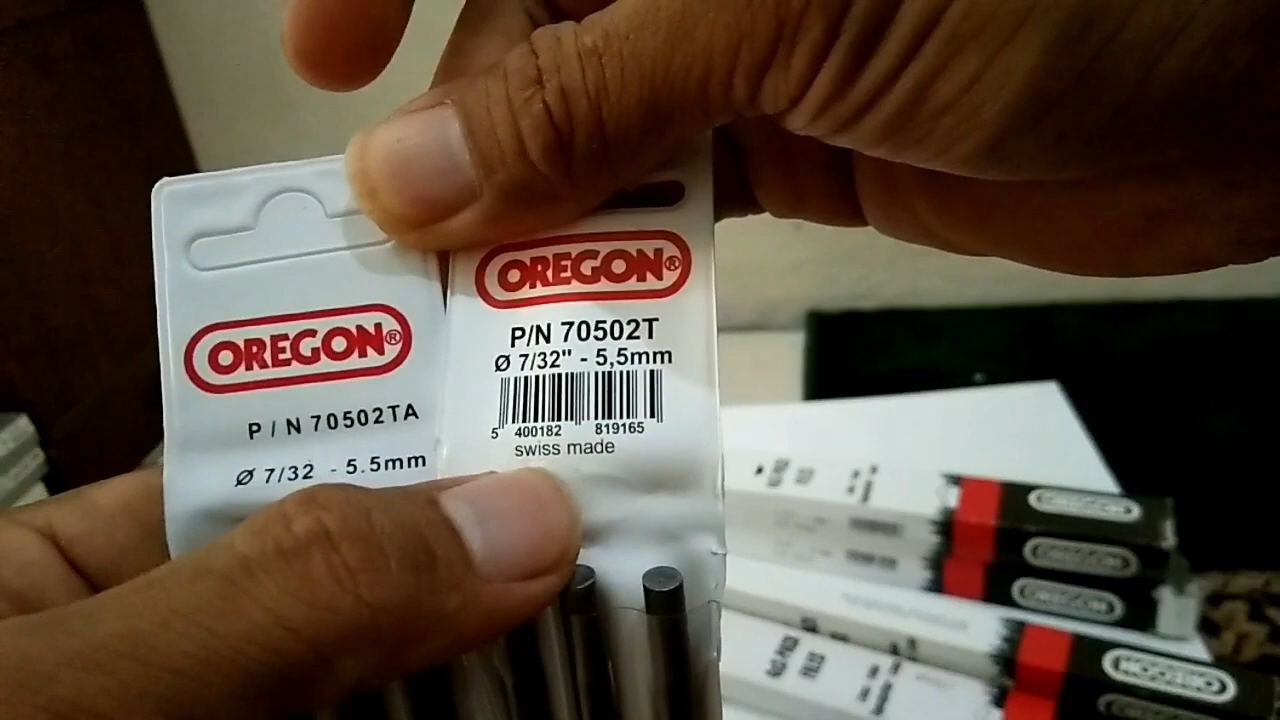 OREGON®
P/N 70502TA
Ø 7/32 - 5.5mm
OREGON®
P/N 70502T
Ø 7/32" - 5,5mm
5 400182 819165
swiss made
OREGON
OREGON
OREGON
OREGON